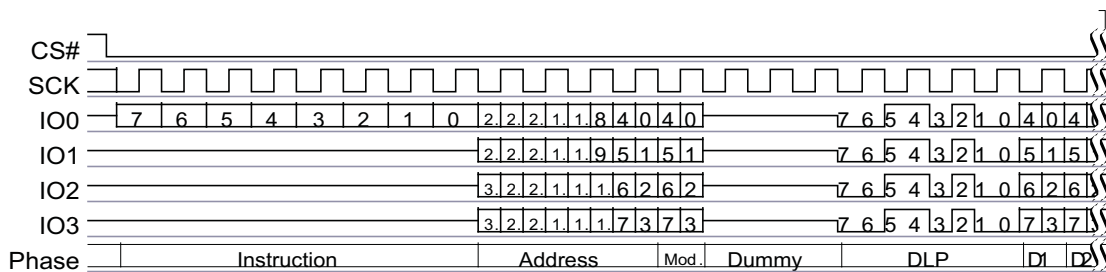 CS#
SCK
IO0 7 6 5 4 3 2 1 0 2. 2. 2. 1. 1. 8 4 0 4 0 7 6 5 4 3 2 1 0 4 0 4
IO1 2. 2. 2. 1. 1. 9 5 1 5 1 7 6 5 4 3 2 1 0 5 1 5
IO2 3. 2. 2. 1. 1. 1. 6 2 6 2 7 6 5 4 3 2 1 0 6 2 6
IO3 3. 2. 2. 1. 1. 1. 7 3 7 3 7 6 5 4 3 2 1 0 7 3 7
Phase Instruction Address Mod. Dummy DLP D1 D2